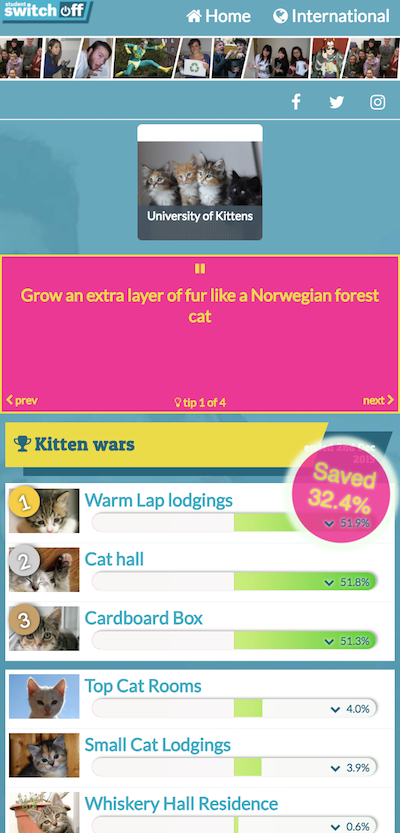 student
switch off
Home
International
University of Kittens
Grow an extra layer of fur like a Norwegian forest
cat
prev
tip 1 of 4
next
Kitten wars
2015
Saved
32.4%
1
Warm Lap lodgings
51.9%
2
Cat hall
51.8%
3
Cardboard Box
51.3%
Top Cat Rooms
4.0%
Small Cat Lodgings
3.9%
Whiskery Hall Residence
0.6%